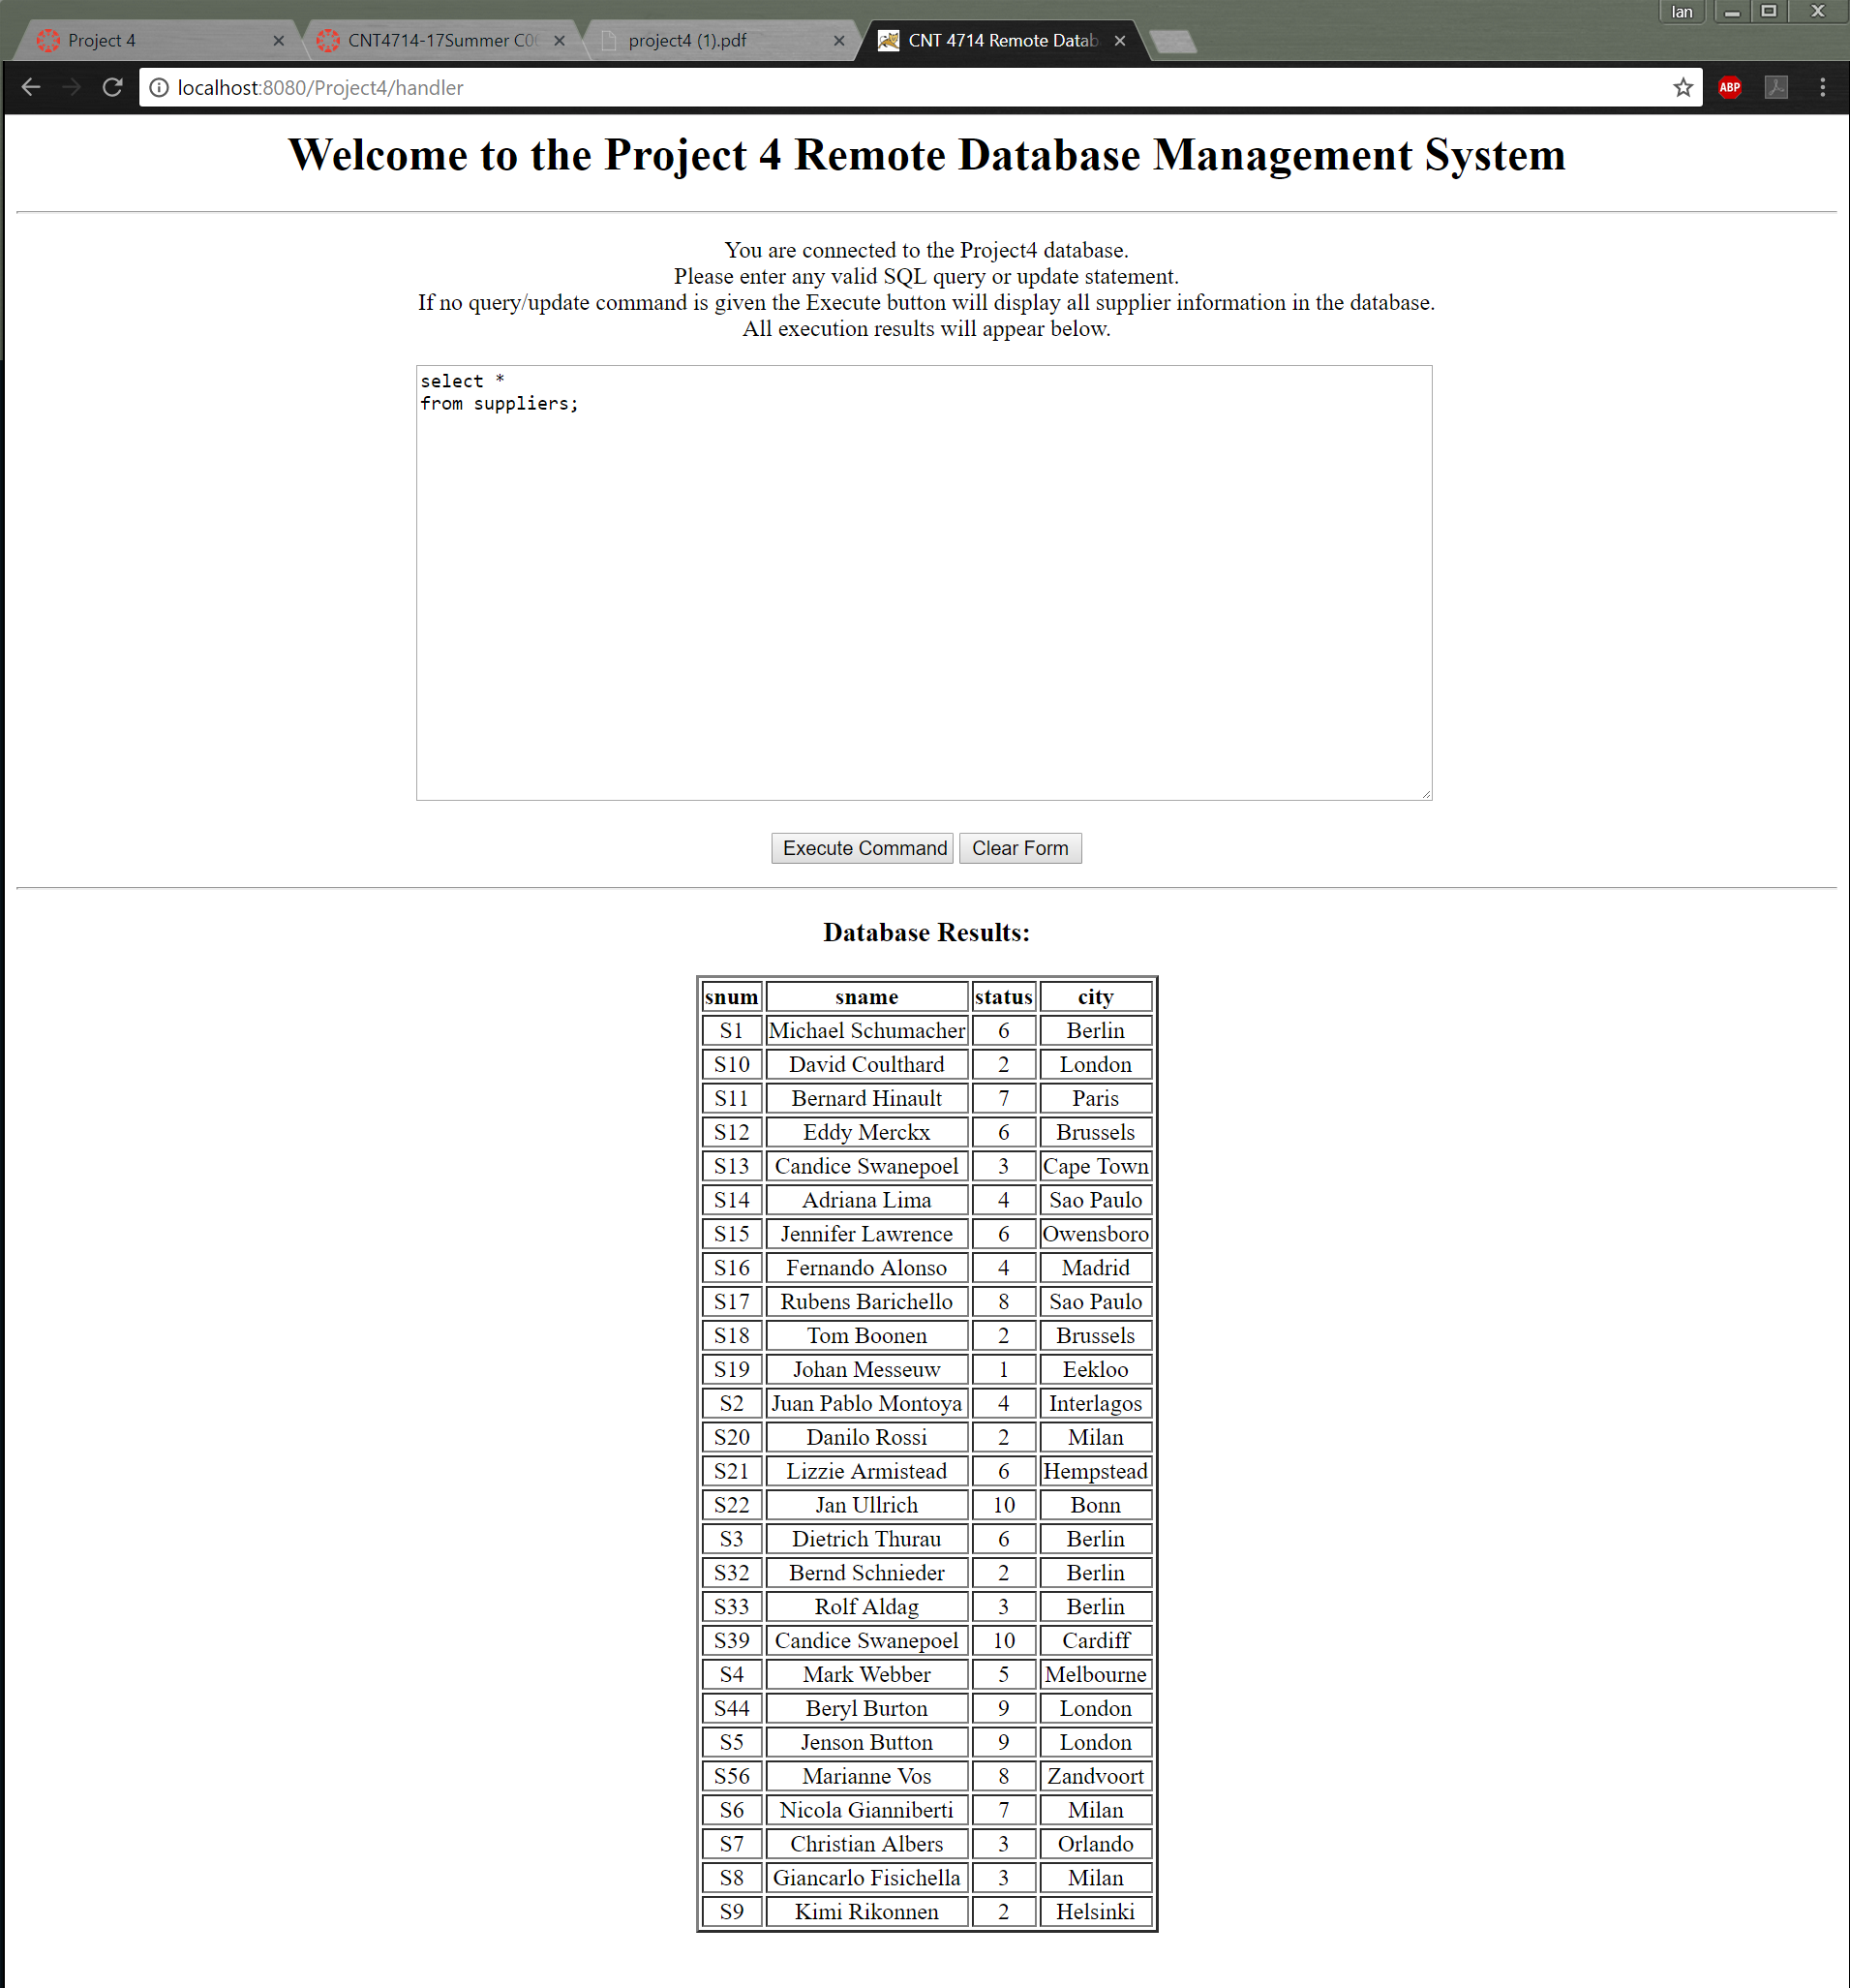 Ian
Project 4
CNT4714-17Summer C0
project4 (1).pdf
CNT 4714 Remote Datab
localhost:8080/Project4/handler
ABP
Welcome to the Project 4 Remote Database Management System
You are connected to the Project4 database.
Please enter any valid SQL query or update statement.
If no query/update command is given the Execute button will display all supplier information in the database.
All execution results will appear below.
select *
from suppliers;
Execute Command Clear Form
Database Results:
snum sname status city
S1 Michael Schumacher 6 Berlin
S10 David Coulthard 2 London
S11 Bernard Hinault 7 Paris
S12 Eddy Merckx 6 Brussels
S13 Candice Swanepoel 3 Cape Town
S14 Adriana Lima 4 Sao Paulo
S15 Jennifer Lawrence 6 Owensboro
S16 Fernando Alonso 4 Madrid
S17 Rubens Barichello 8 Sao Paulo
S18 Tom Boonen 2 Brussels
S19 Johan Messeuw 1 Eekloo
S2 Juan Pablo Montoya 4 Interlagos
S20 Danilo Rossi 2 Milan
S21 Lizzie Armistead 6 Hempstead
S22 Jan Ullrich 10 Bonn
S3 Dietrich Thurau 6 Berlin
S32 Bernd Schnieder 2 Berlin
S33 Rolf Aldag 3 Berlin
S39 Candice Swanepoel 10 Cardiff
S4 Mark Webber 5 Melbourne
S44 Beryl Burton 9 London
S5 Jenson Button 9 London
S56 Marianne Vos 8 Zandvoort
S6 Nicola Gianniberti 7 Milan
S7 Christian Albers 3 Orlando
S8 Giancarlo Fisichella 3 Milan
S9 Kimi Rikonnen 2 Helsinki